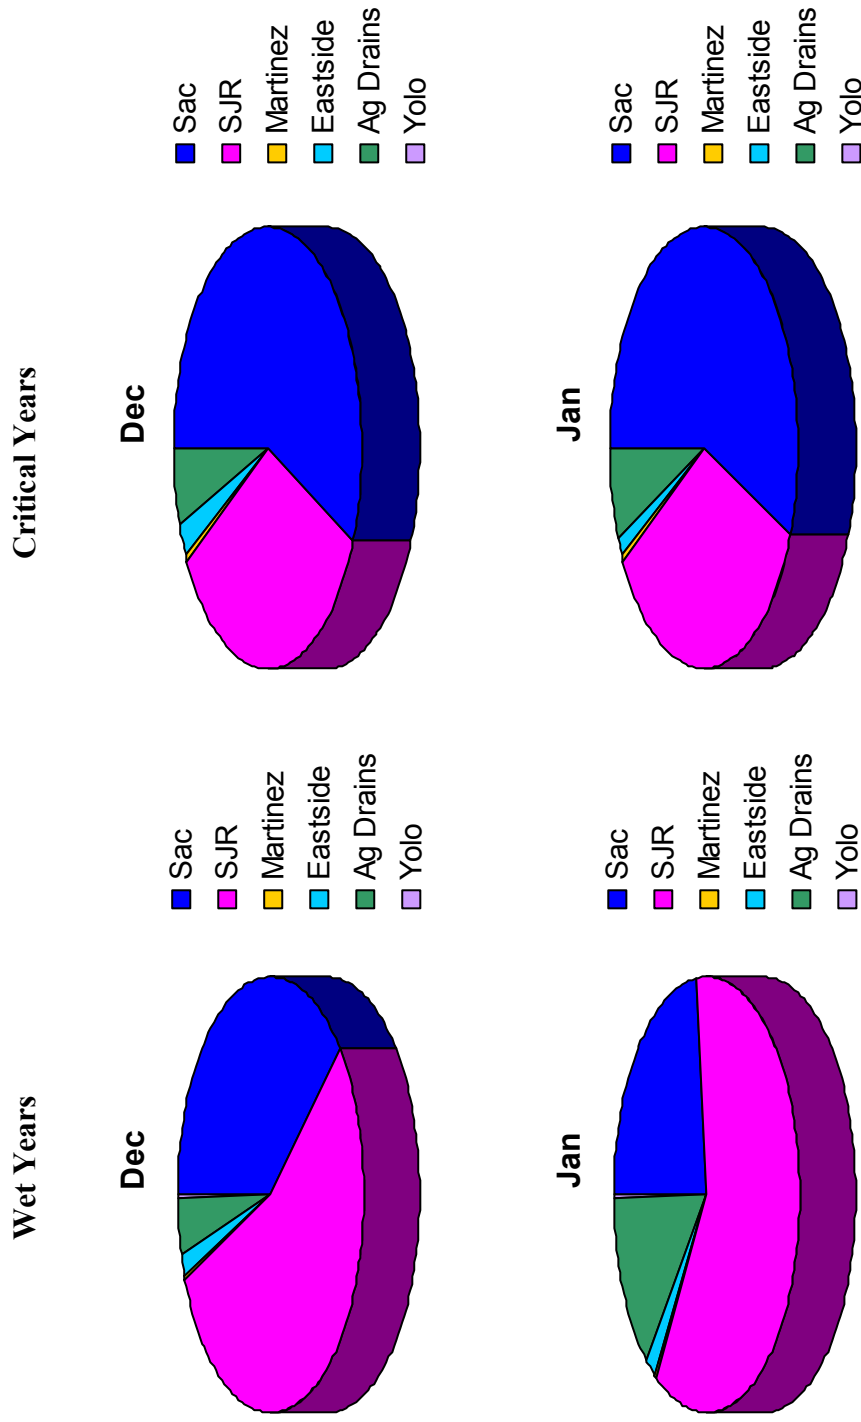 Wet Years
Critical Years
Dec
Sac
SJR
Martinez
Eastside
Ag Drains
Yolo
Dec
Sac
SJR
Martinez
Eastside
Ag Drains
Yolo
Jan
Sac
SJR
Martinez
Eastside
Ag Drains
Yolo
Jan
Sac
SJR
Martinez
Eastside
Ag Drains
Yolo